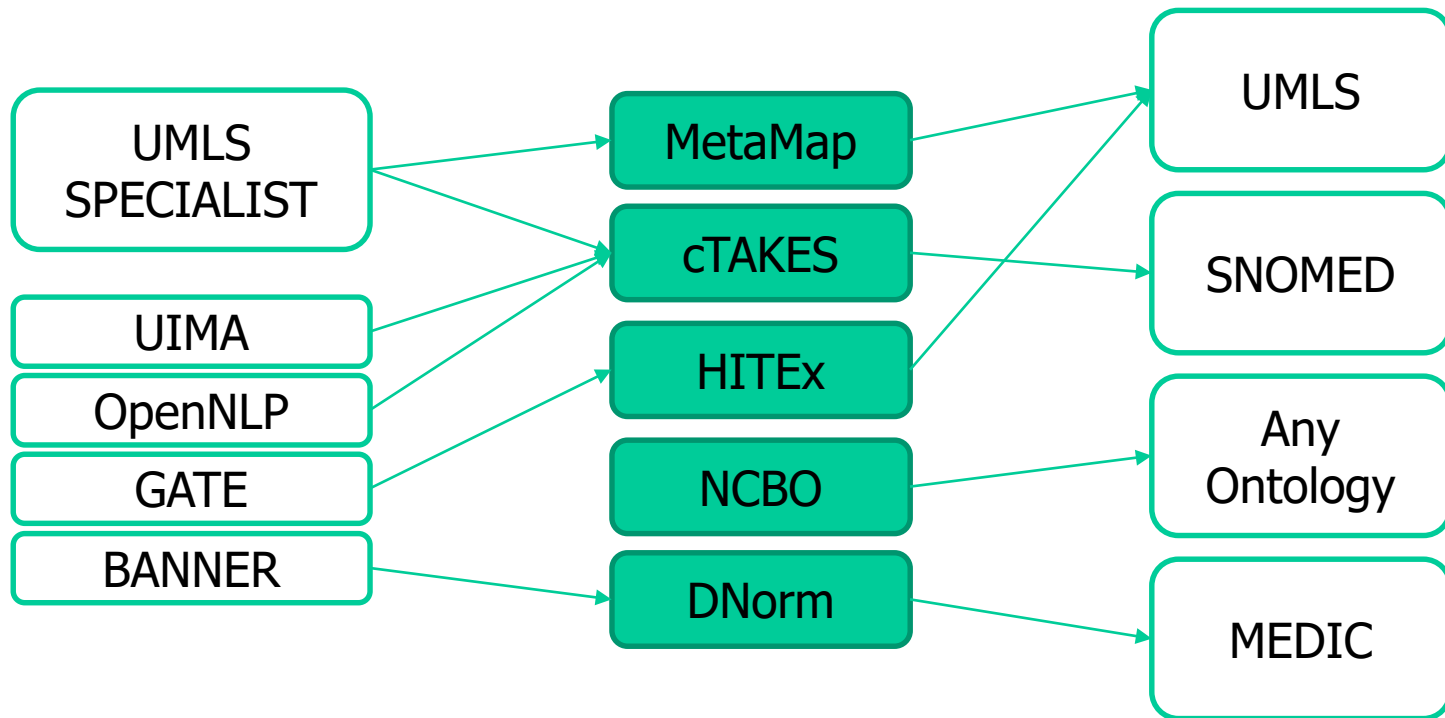 UMLS
SPECIALIST
UIMA
OpenNLP
GATE
BANNER
MetaMap
cTAKES
HITEx
NCBO
DNorm
UMLS
SNOMED
Any
Ontology
MEDIC